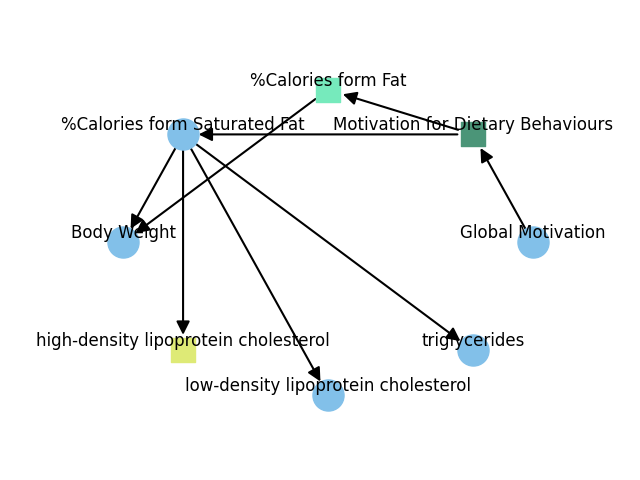 %Calories form Fat
%Calories form Saturated Fat
Motivation for Dietary Behaviours
Body Weight
Global Motivation
high-density lipoprotein cholesterol
triglycerides
low-density lipoprotein cholesterol